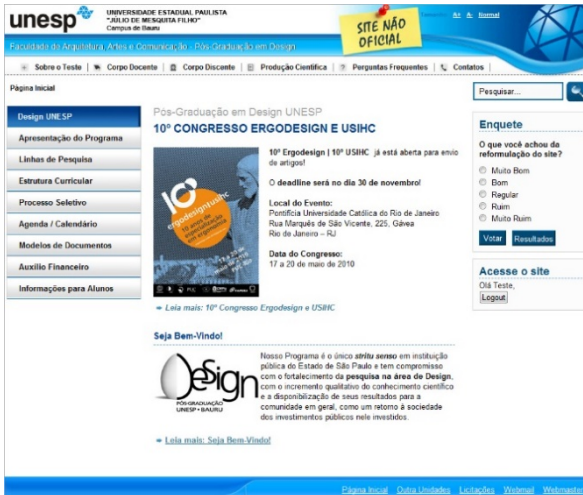 unesp
UNIVERSIDADE ESTADUAL PAULISTA
"JÚLIO DE MESQUITA FILHO"
Campus de Bauru
SITE NÃO OFICIAL
A+ A- Normal
Faculdade de Arquitetura, Artes e Comunicação - Pós-Graduação em Design
Sobre o Teste | Corpo Docente | Corpo Discente | Produção Científica | Perguntas Frequentes | Contatos
Página Inicial
Pesquisar...
Design UNESP
Apresentação do Programa
Linhas de Pesquisa
Estrutura Curricular
Processo Seletivo
Agenda / Calendário
Modelos de Documentos
Auxílio Financeiro
Informações para Alunos
Pós-Graduação em Design UNESP
10º CONGRESSO ERGODESIGN E USIHC
10º
ergodesign usihc
10 anos de
especialização
em ergonomia
10º Ergodesign | 10º USIHC já está aberta para envio
de artigos!
O deadline será no dia 30 de novembro!
Local do Evento:
Pontifícia Universidade Católica do Rio de Janeiro
Rua Marquês de São Vicente, 225, Gávea
Rio de Janeiro – RJ
Data do Congresso:
17 a 20 de maio de 2010
Leia mais: 10º Congresso Ergodesign e USIHC
Seja Bem-Vindo!
Design
PÓS-GRADUAÇÃO
UNESP • BAURU
Nosso Programa é o único stritu senso em instituição
pública do Estado de São Paulo e tem compromisso
com o fortalecimento da pesquisa na área de Design,
com o incremento qualitativo do conhecimento científico
e a disponibilização de seus resultados para a
comunidade em geral, como um retorno à sociedade
dos investimentos públicos nele investidos.
Leia mais: Seja Bem-Vindo!
Enquete
O que você achou da
reformulação do site?
Muito Bom
Bom
Regular
Ruim
Muito Ruim
Votar Resultados
Acesse o site
Olá Teste,
Logout
Página Inicial Outra Unidades Licitações Webmail Webmaster